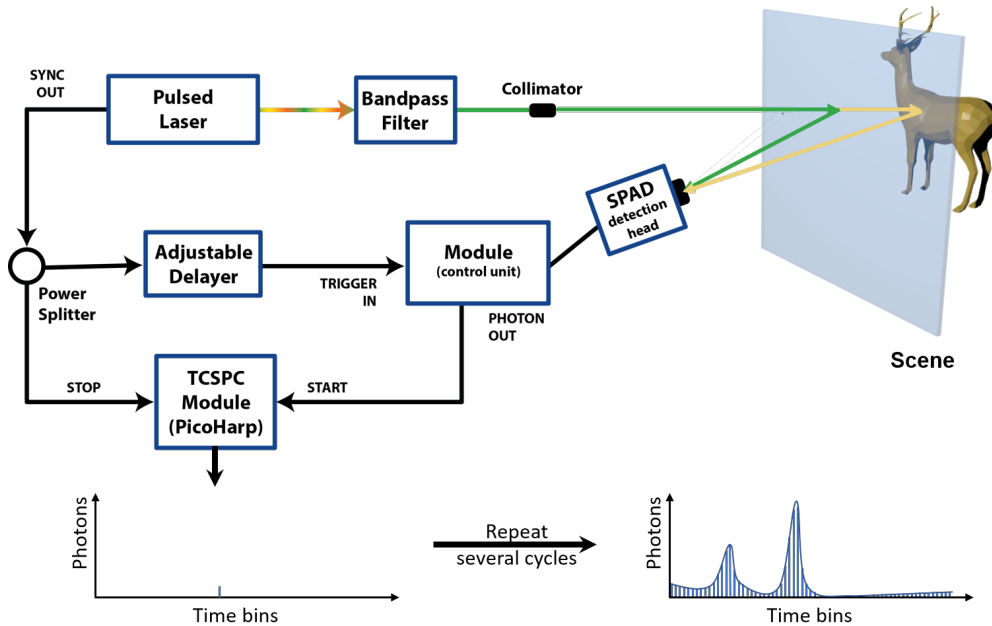 SYNC
OUT
Pulsed
Laser
Bandpass
Filter
Collimator
SPAD
detection
head
Adjustable
Delayer
Module
(control unit)
TRIGGER
IN
Power
Splitter
PHOTON
OUT
Scene
STOP
TCSPC
Module
(PicoHarp)
START
Photons
Time bins
Repeat
several cycles
Photons
Time bins